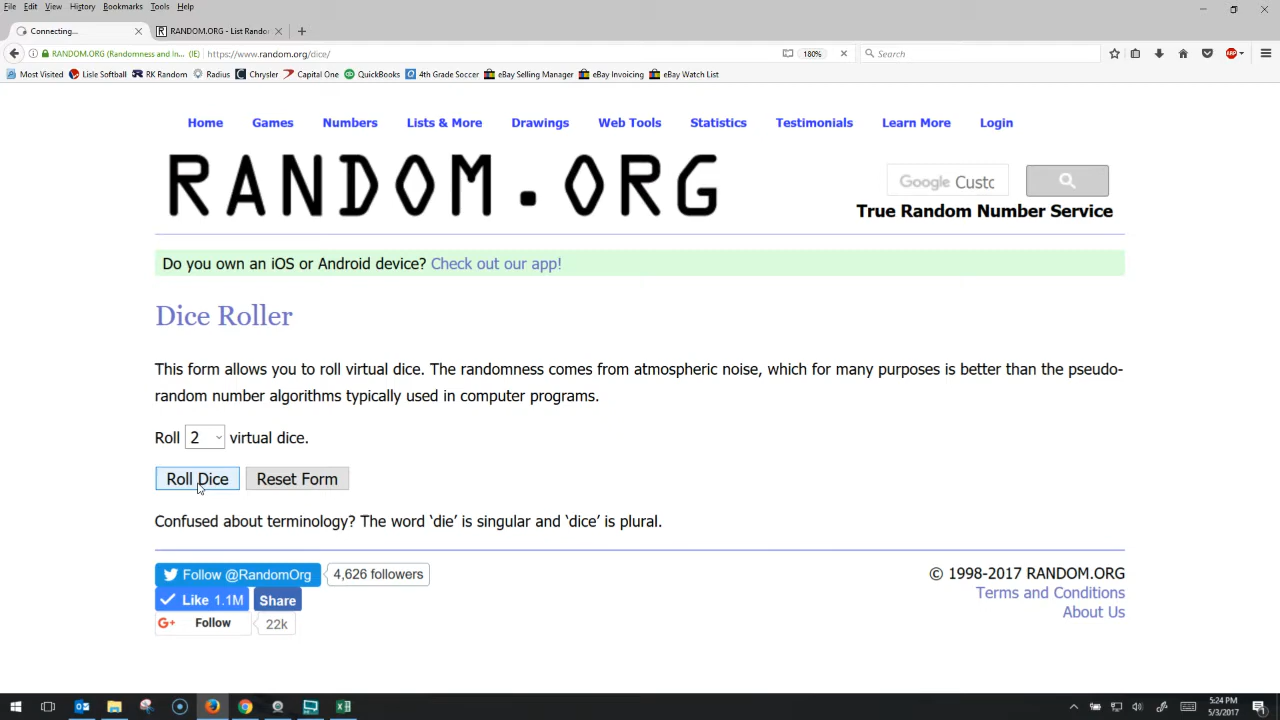 File Edit View History Bookmarks Tools Help
Connecting...
RANDOM.ORG - List Rando
RANDOM.ORG (Randomness and In... (IE) https://www.random.org/dice/ 180% Search
Most Visited Lisle Softball RK Random Radius Chrysler Capital One QuickBooks 4th Grade Soccer eBay Selling Manager eBay Invoicing eBay Watch List
Home Games Numbers Lists & More Drawings Web Tools Statistics Testimonials Learn More Login
RANDOM.ORG
Google Custo
True Random Number Service
Do you own an iOS or Android device? Check out our app!
Dice Roller
This form allows you to roll virtual dice. The randomness comes from atmospheric noise, which for many purposes is better than the pseudo-
random number algorithms typically used in computer programs.
Roll 2 virtual dice.
Roll Dice Reset Form
Confused about terminology? The word ‘die’ is singular and ‘dice’ is plural.
Follow @RandomOrg 4,626 followers
Like 1.1M Share
G+ Follow 22k
© 1998-2017 RANDOM.ORG
Terms and Conditions
About Us
5:24 PM
5/3/2017